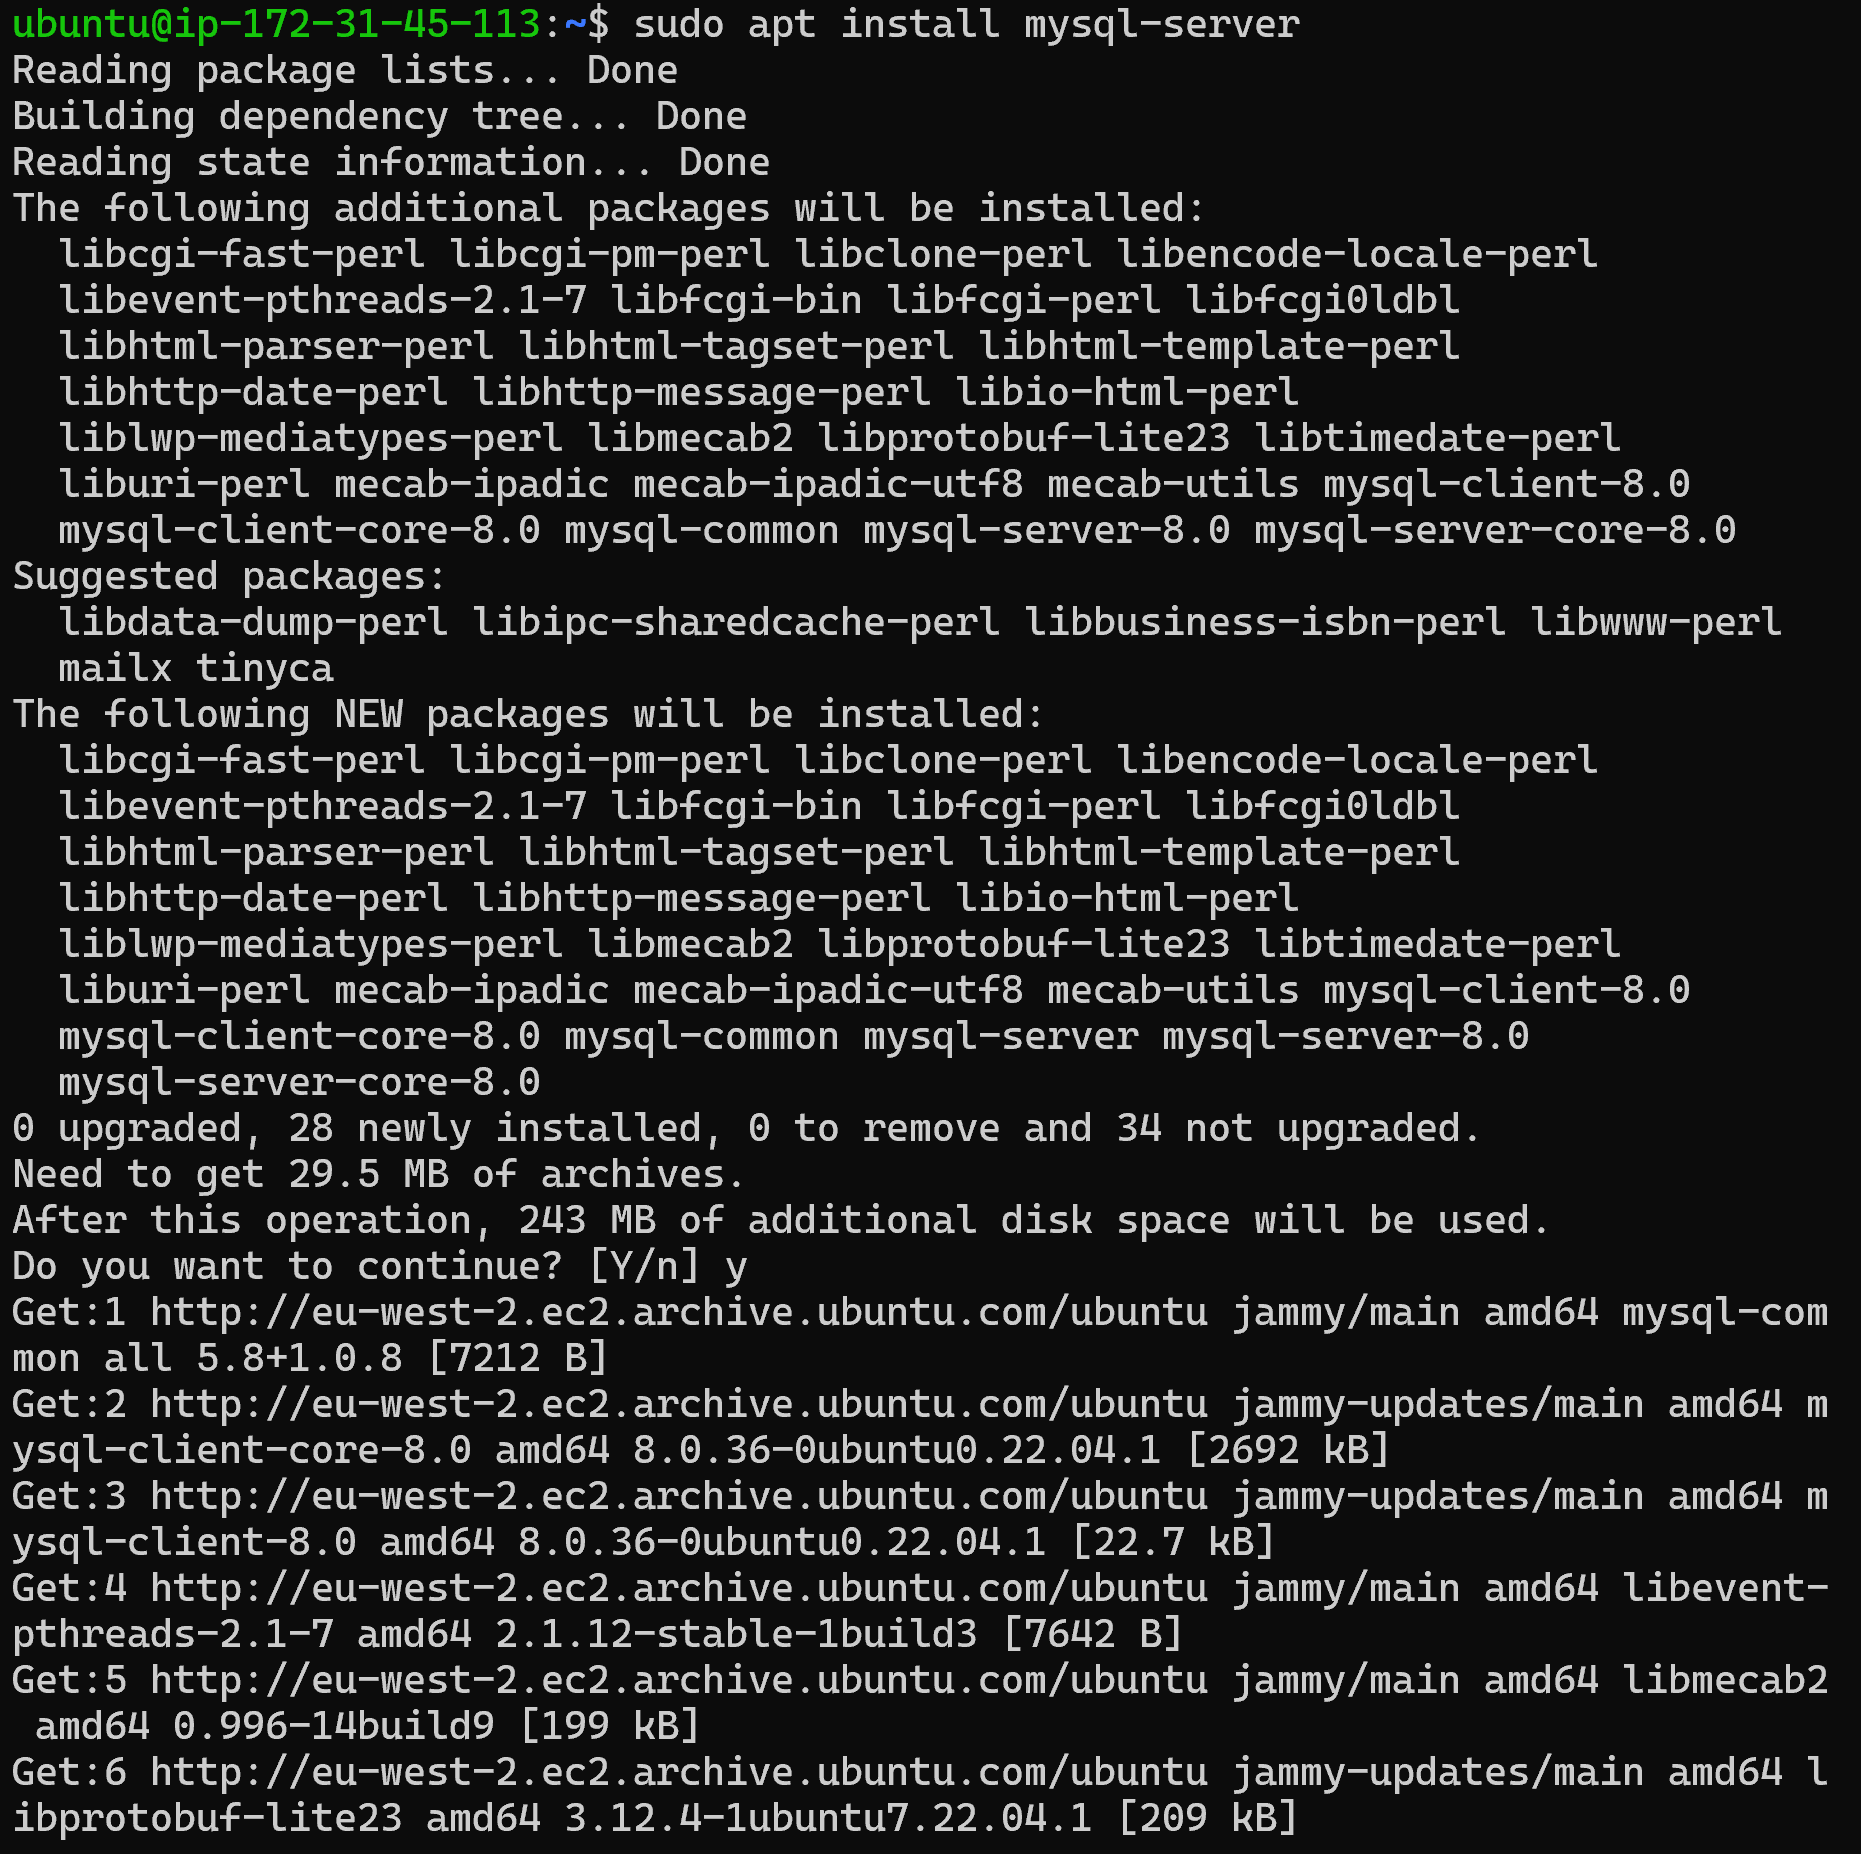 ubuntu@ip-172-31-45-113:~$ sudo apt install mysql-server
Reading package lists... Done
Building dependency tree... Done
Reading state information... Done
The following additional packages will be installed:
  libcgi-fast-perl libcgi-pm-perl libclone-perl libencode-locale-perl
  libevent-pthreads-2.1-7 libfcgi-bin libfcgi-perl libfcgi0ldbl
  libhtml-parser-perl libhtml-tagset-perl libhtml-template-perl
  libhttp-date-perl libhttp-message-perl libio-html-perl
  liblwp-mediatypes-perl libmecab2 libprotobuf-lite23 libtimedate-perl
  liburi-perl mecab-ipadic mecab-ipadic-utf8 mecab-utils mysql-client-8.0
  mysql-client-core-8.0 mysql-common mysql-server-8.0 mysql-server-core-8.0
Suggested packages:
  libdata-dump-perl libipc-sharedcache-perl libbusiness-isbn-perl libwww-perl
  mailx tinyca
The following NEW packages will be installed:
  libcgi-fast-perl libcgi-pm-perl libclone-perl libencode-locale-perl
  libevent-pthreads-2.1-7 libfcgi-bin libfcgi-perl libfcgi0ldbl
  libhtml-parser-perl libhtml-tagset-perl libhtml-template-perl
  libhttp-date-perl libhttp-message-perl libio-html-perl
  liblwp-mediatypes-perl libmecab2 libprotobuf-lite23 libtimedate-perl
  liburi-perl mecab-ipadic mecab-ipadic-utf8 mecab-utils mysql-client-8.0
  mysql-client-core-8.0 mysql-common mysql-server mysql-server-8.0
  mysql-server-core-8.0
0 upgraded, 28 newly installed, 0 to remove and 34 not upgraded.
Need to get 29.5 MB of archives.
After this operation, 243 MB of additional disk space will be used.
Do you want to continue? [Y/n] y
Get:1 http://eu-west-2.ec2.archive.ubuntu.com/ubuntu jammy/main amd64 mysql-com
mon all 5.8+1.0.8 [7212 B]
Get:2 http://eu-west-2.ec2.archive.ubuntu.com/ubuntu jammy-updates/main amd64 m
ysql-client-core-8.0 amd64 8.0.36-0ubuntu0.22.04.1 [2692 kB]
Get:3 http://eu-west-2.ec2.archive.ubuntu.com/ubuntu jammy-updates/main amd64 m
ysql-client-8.0 amd64 8.0.36-0ubuntu0.22.04.1 [22.7 kB]
Get:4 http://eu-west-2.ec2.archive.ubuntu.com/ubuntu jammy/main amd64 libevent-
pthreads-2.1-7 amd64 2.1.12-stable-1build3 [7642 B]
Get:5 http://eu-west-2.ec2.archive.ubuntu.com/ubuntu jammy/main amd64 libmecab2
 amd64 0.996-14build9 [199 kB]
Get:6 http://eu-west-2.ec2.archive.ubuntu.com/ubuntu jammy-updates/main amd64 l
ibprotobuf-lite23 amd64 3.12.4-1ubuntu7.22.04.1 [209 kB]